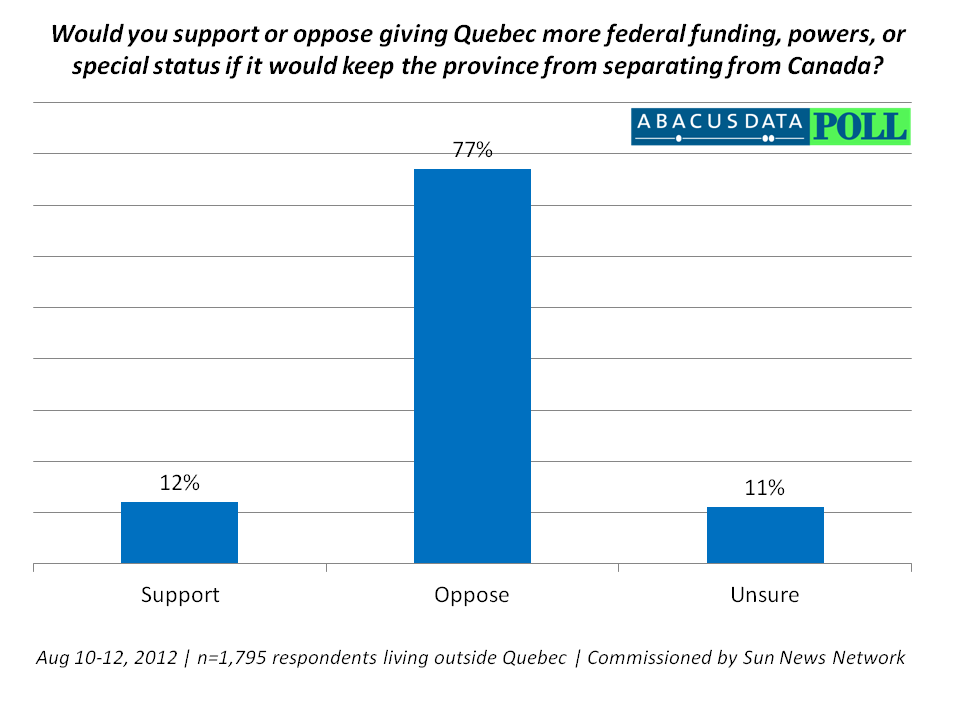 Would you support or oppose giving Quebec more federal funding, powers, or
special status if it would keep the province from separating from Canada?
ABACUS DATA POLL
77%
12%
11%
Support Oppose Unsure
Aug 10-12, 2012 | n=1,795 respondents living outside Quebec | Commissioned by Sun News Network